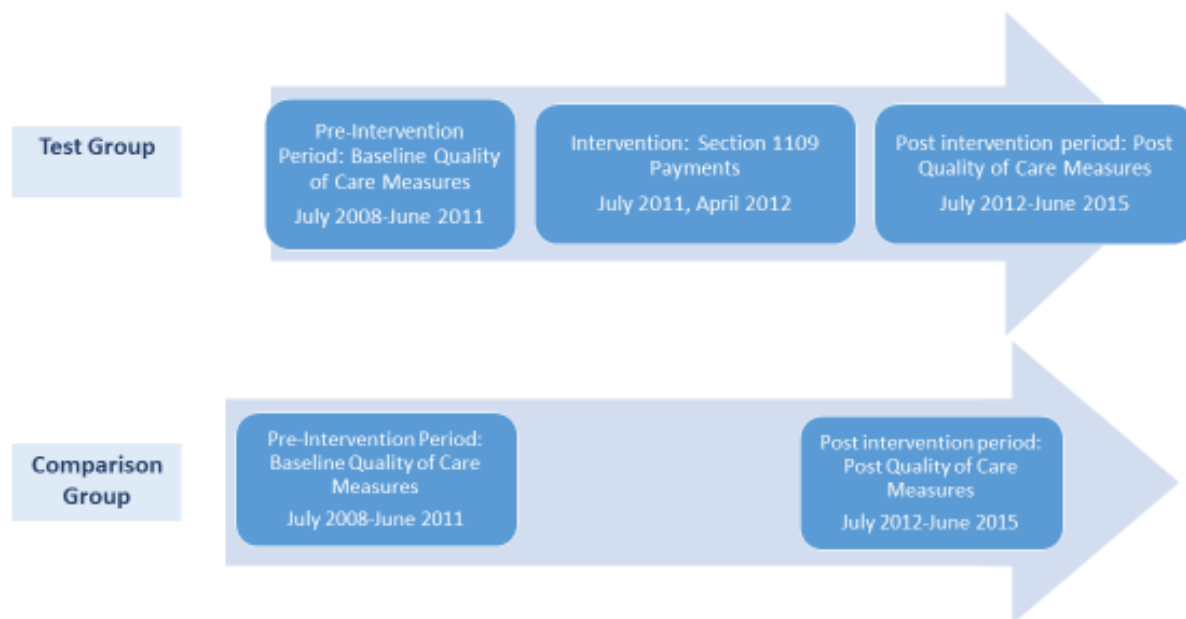 Test Group
Pre-Intervention
Period: Baseline Quality
of Care Measures
July 2008-June 2011
Intervention: Section 1109
Payments
July 2011, April 2012
Post intervention period: Post
Quality of Care Measures
July 2012-June 2015
Comparison
Group
Pre-Intervention Period:
Baseline Quality of Care
Measures
July 2008-June 2011
Post intervention period:
Post Quality of Care
Measures
July 2012-June 2015